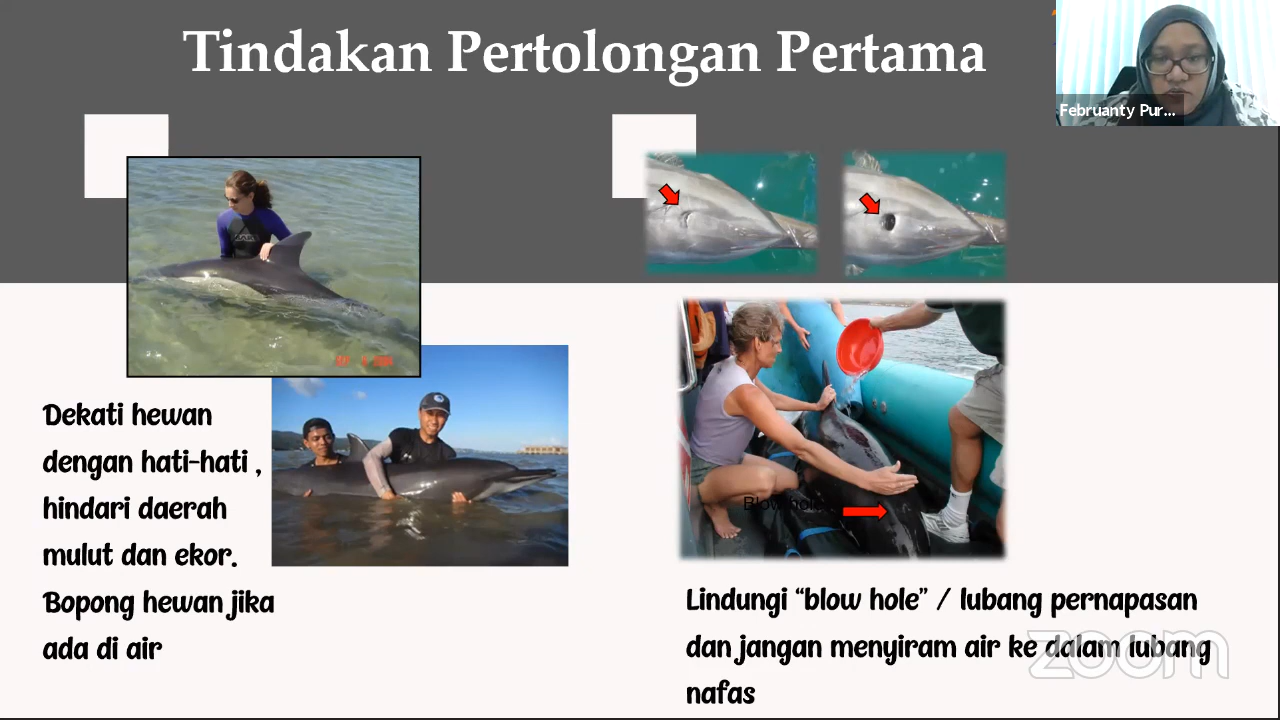 Tindakan Pertolongan Pertama
Februanty Pur...
Dekati hewan
dengan hati-hati ,
hindari daerah
mulut dan ekor.
Bopong hewan jika
ada di air
Blow hole
Lindungi “blow hole” / lubang pernapasan
dan jangan menyiram air ke dalam lubang
nafas
zoom